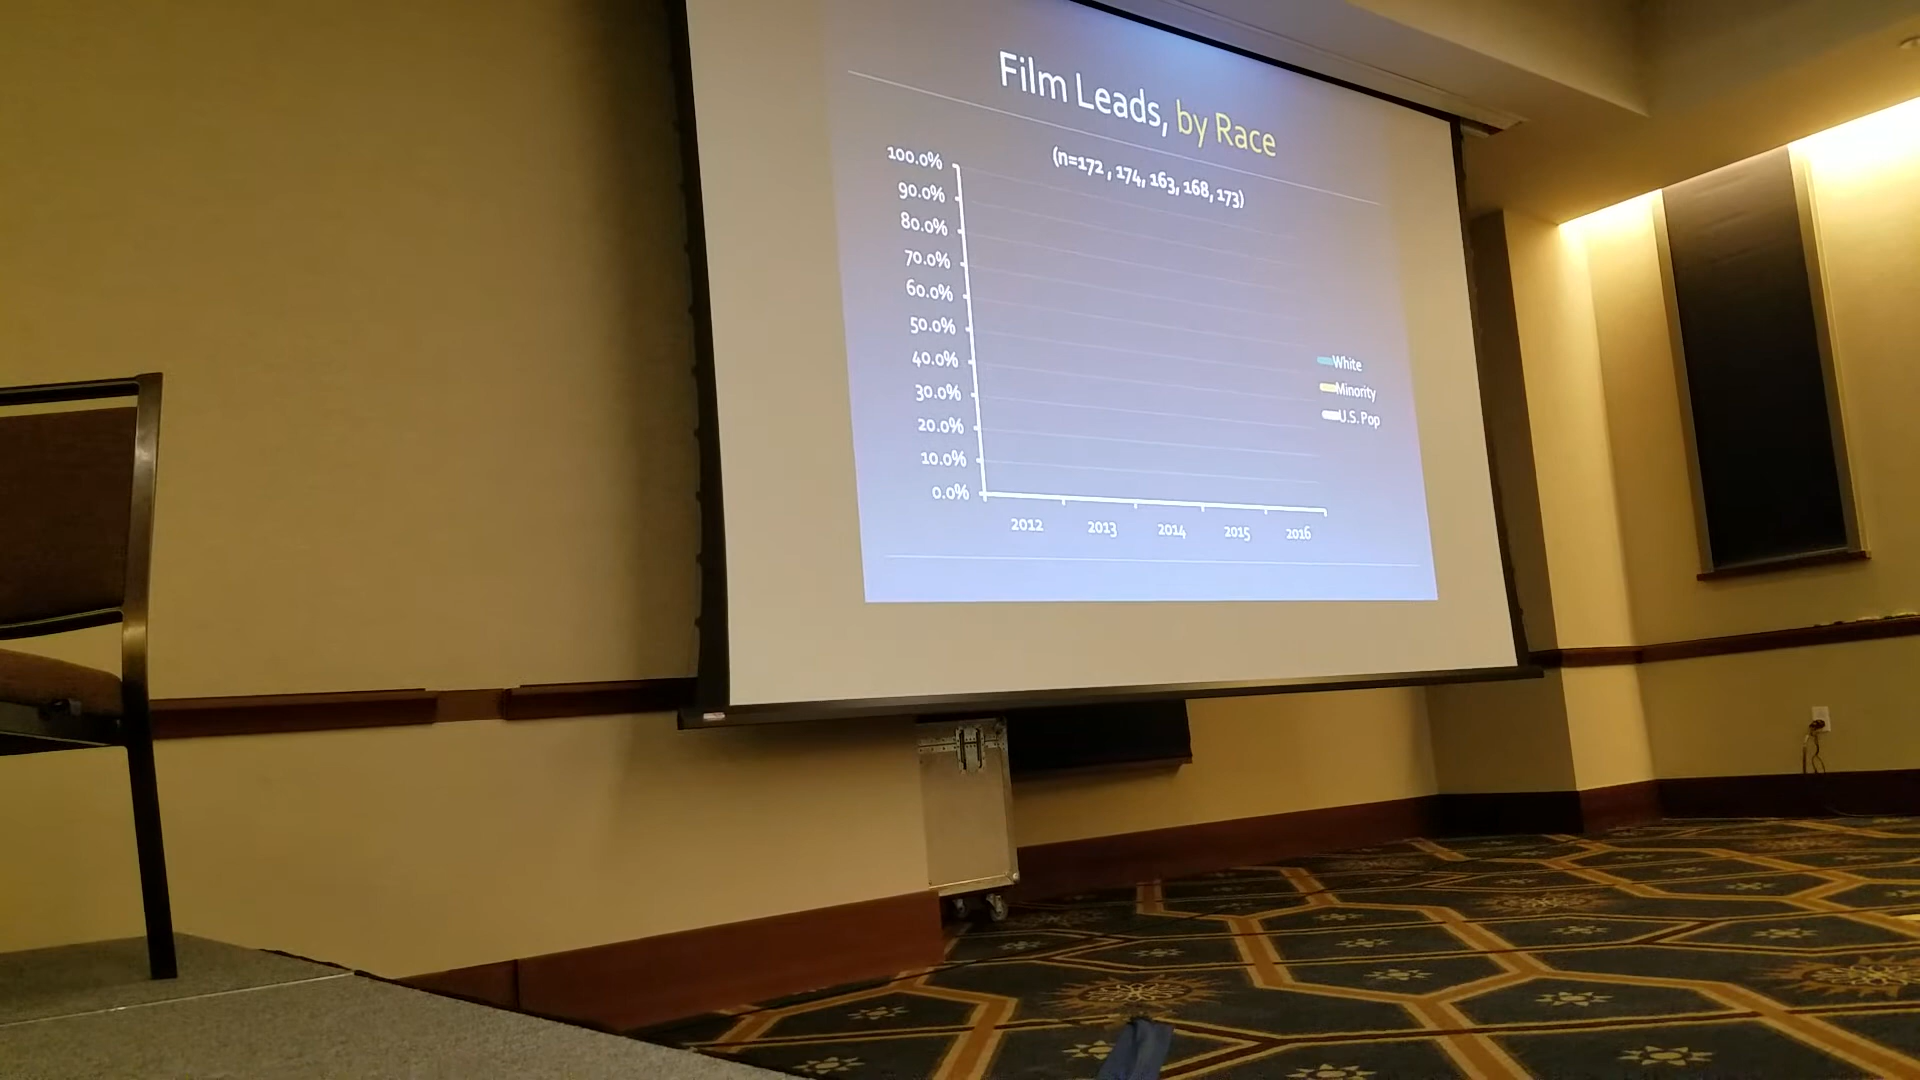 Film Leads, by Race
(n=172 , 174, 163, 168, 173)
100.0%
90.0%
80.0%
70.0%
60.0%
50.0%
40.0%
30.0%
20.0%
10.0%
0.0%
2012 2013 2014 2015 2016
White
Minority
U.S. Pop